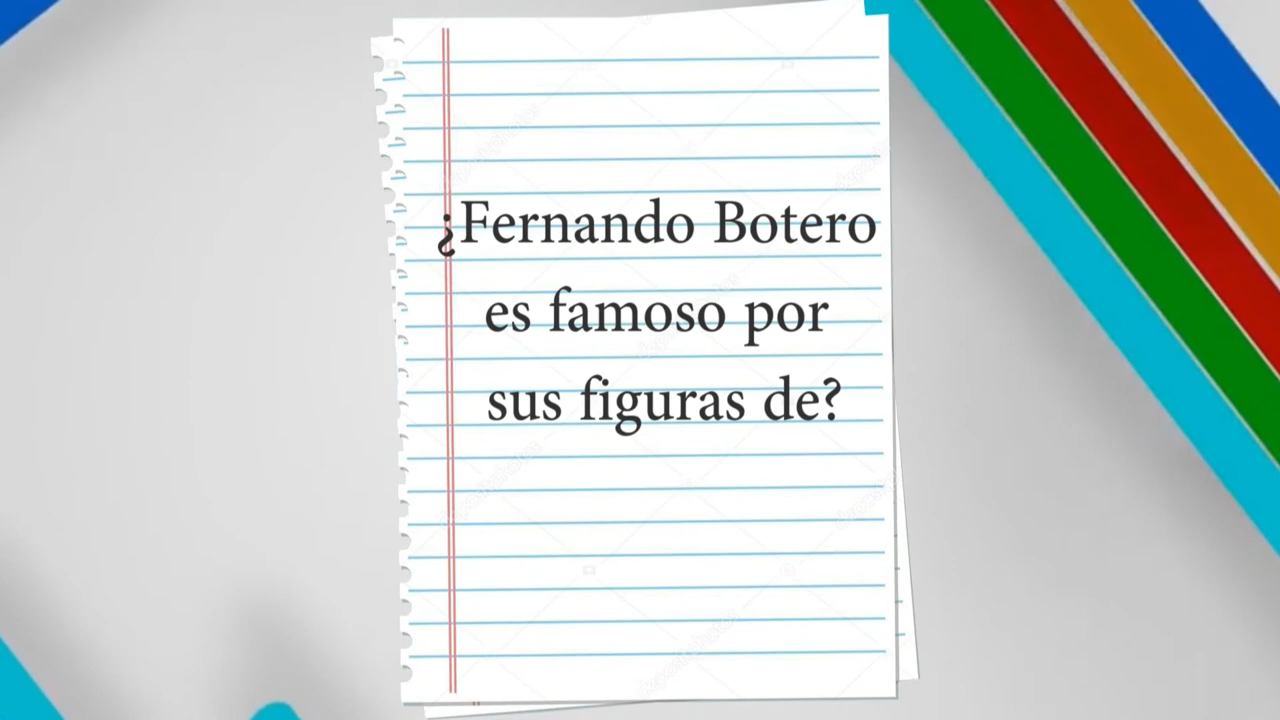 ¿Fernando Botero
es famoso por
sus figuras de?